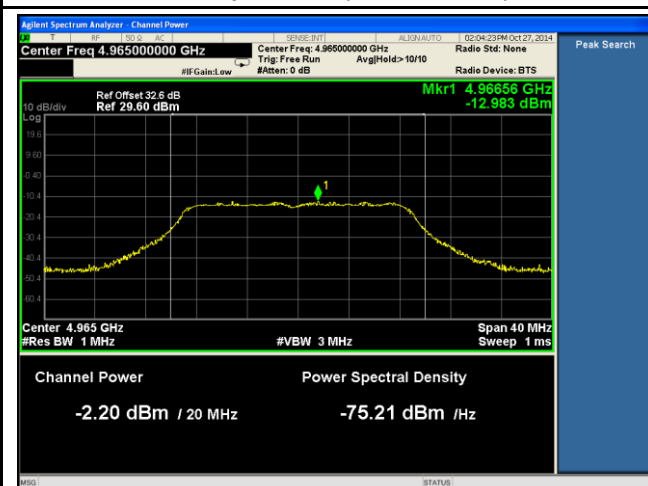 Agilent Spectrum Analyzer - Channel Power
T RF 50 Ω AC SENSE:INT ALIGN AUTO 02:04:23 PM Oct 27, 2014
Center Freq 4.965000000 GHz Center Freq: 4.965000000 GHz Radio Std: None Peak Search
Trig: Free Run Avg|Hold:>10/10
#IFGain:Low #Atten: 0 dB Radio Device: BTS
Ref Offset 32.6 dB Mkr1 4.96656 GHz
10 dB/div Ref 29.60 dBm -12.983 dBm
Log
19.6
9.60
-0.40
-10.4
-20.4
-30.4
-40.4
-50.4
-60.4
1
Center 4.965 GHz Span 40 MHz
#Res BW 1 MHz #VBW 3 MHz Sweep 1 ms
Channel Power Power Spectral Density
-2.20 dBm / 20 MHz -75.21 dBm /Hz
MSG STATUS